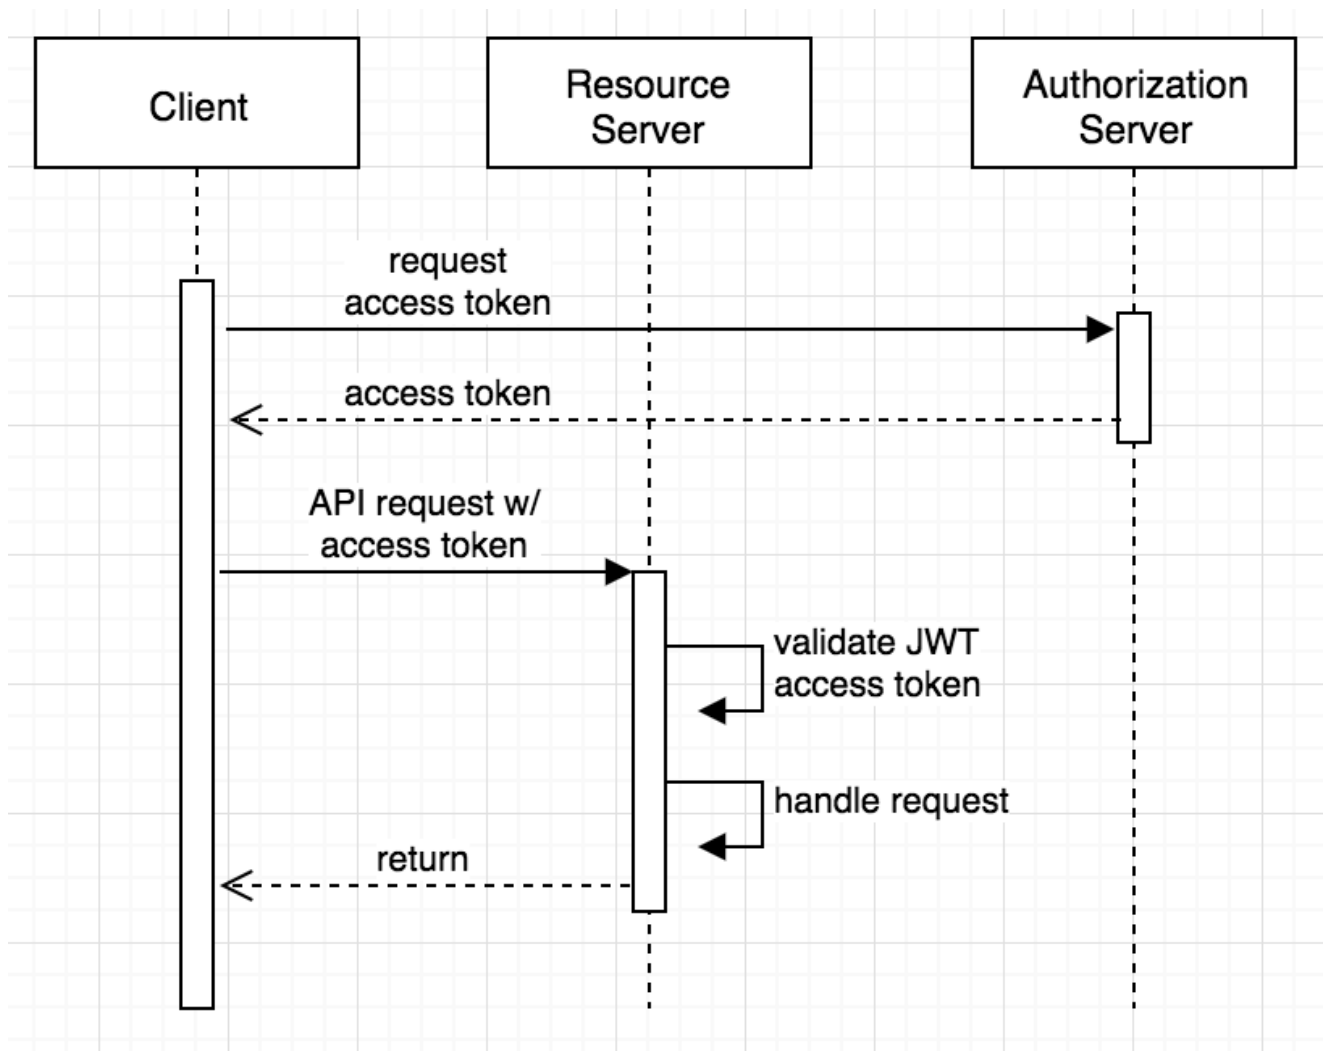 Client
Resource
Server
Authorization
Server
request
access token
access token
API request w/
access token
validate JWT
access token
handle request
return